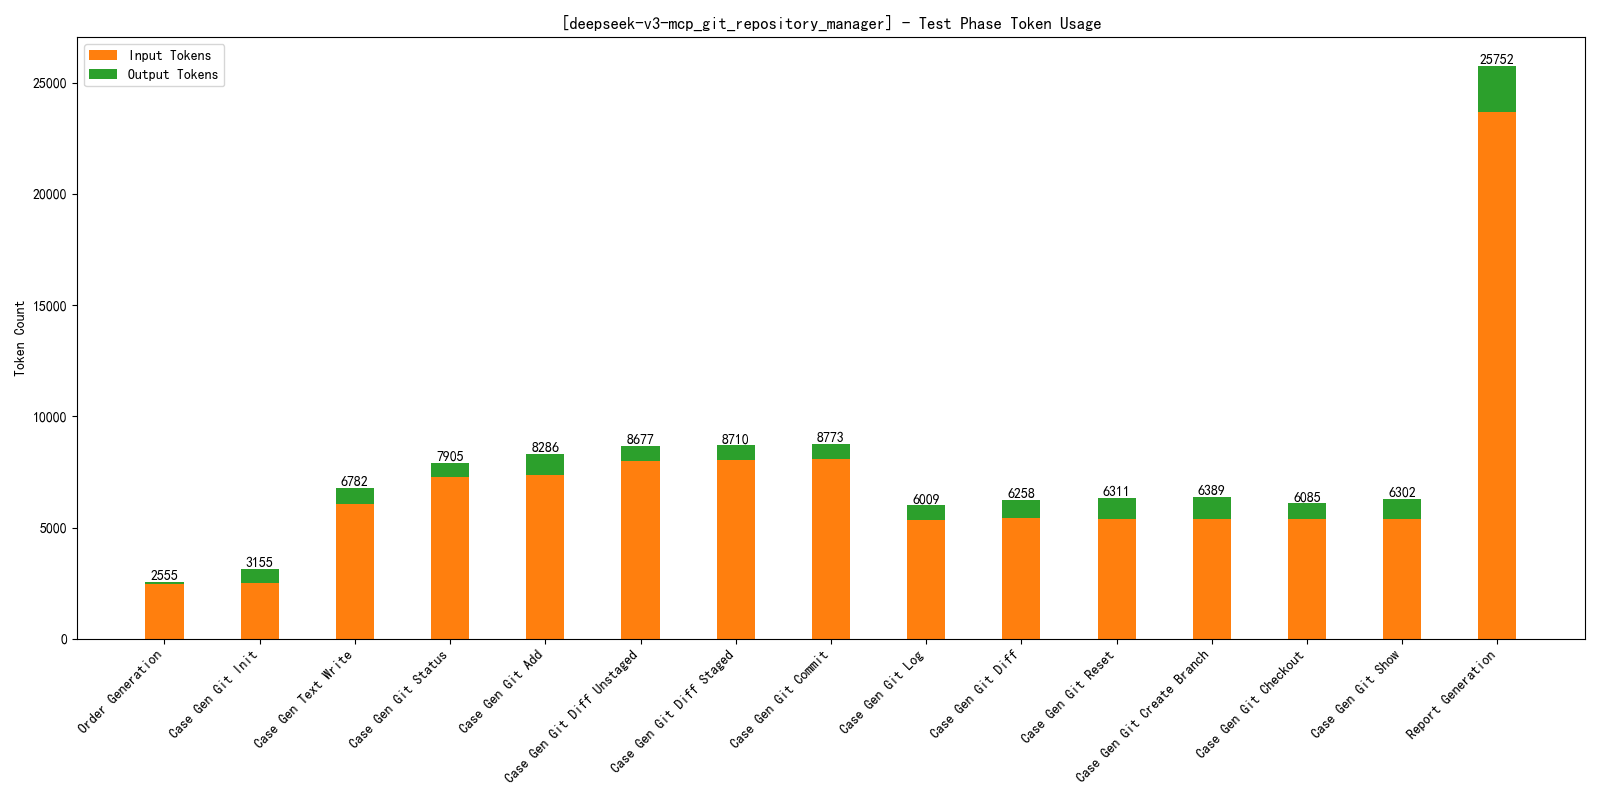 [deepseek-v3-mcp_git_repository_manager] - Test Phase Token Usage
Input Tokens
Output Tokens
Token Count
25000
20000
15000
10000
5000
0
2555
3155
6782
7905
8286
8677
8710
8773
6009
6258
6311
6389
6085
6302
25752
Order Generation
Case Gen Git Init
Case Gen Text Write
Case Gen Git Status
Case Gen Git Add
Case Gen Git Diff Unstaged
Case Gen Git Diff Staged
Case Gen Git Commit
Case Gen Git Log
Case Gen Git Diff
Case Gen Git Reset
Case Gen Git Create Branch
Case Gen Git Checkout
Case Gen Git Show
Report Generation